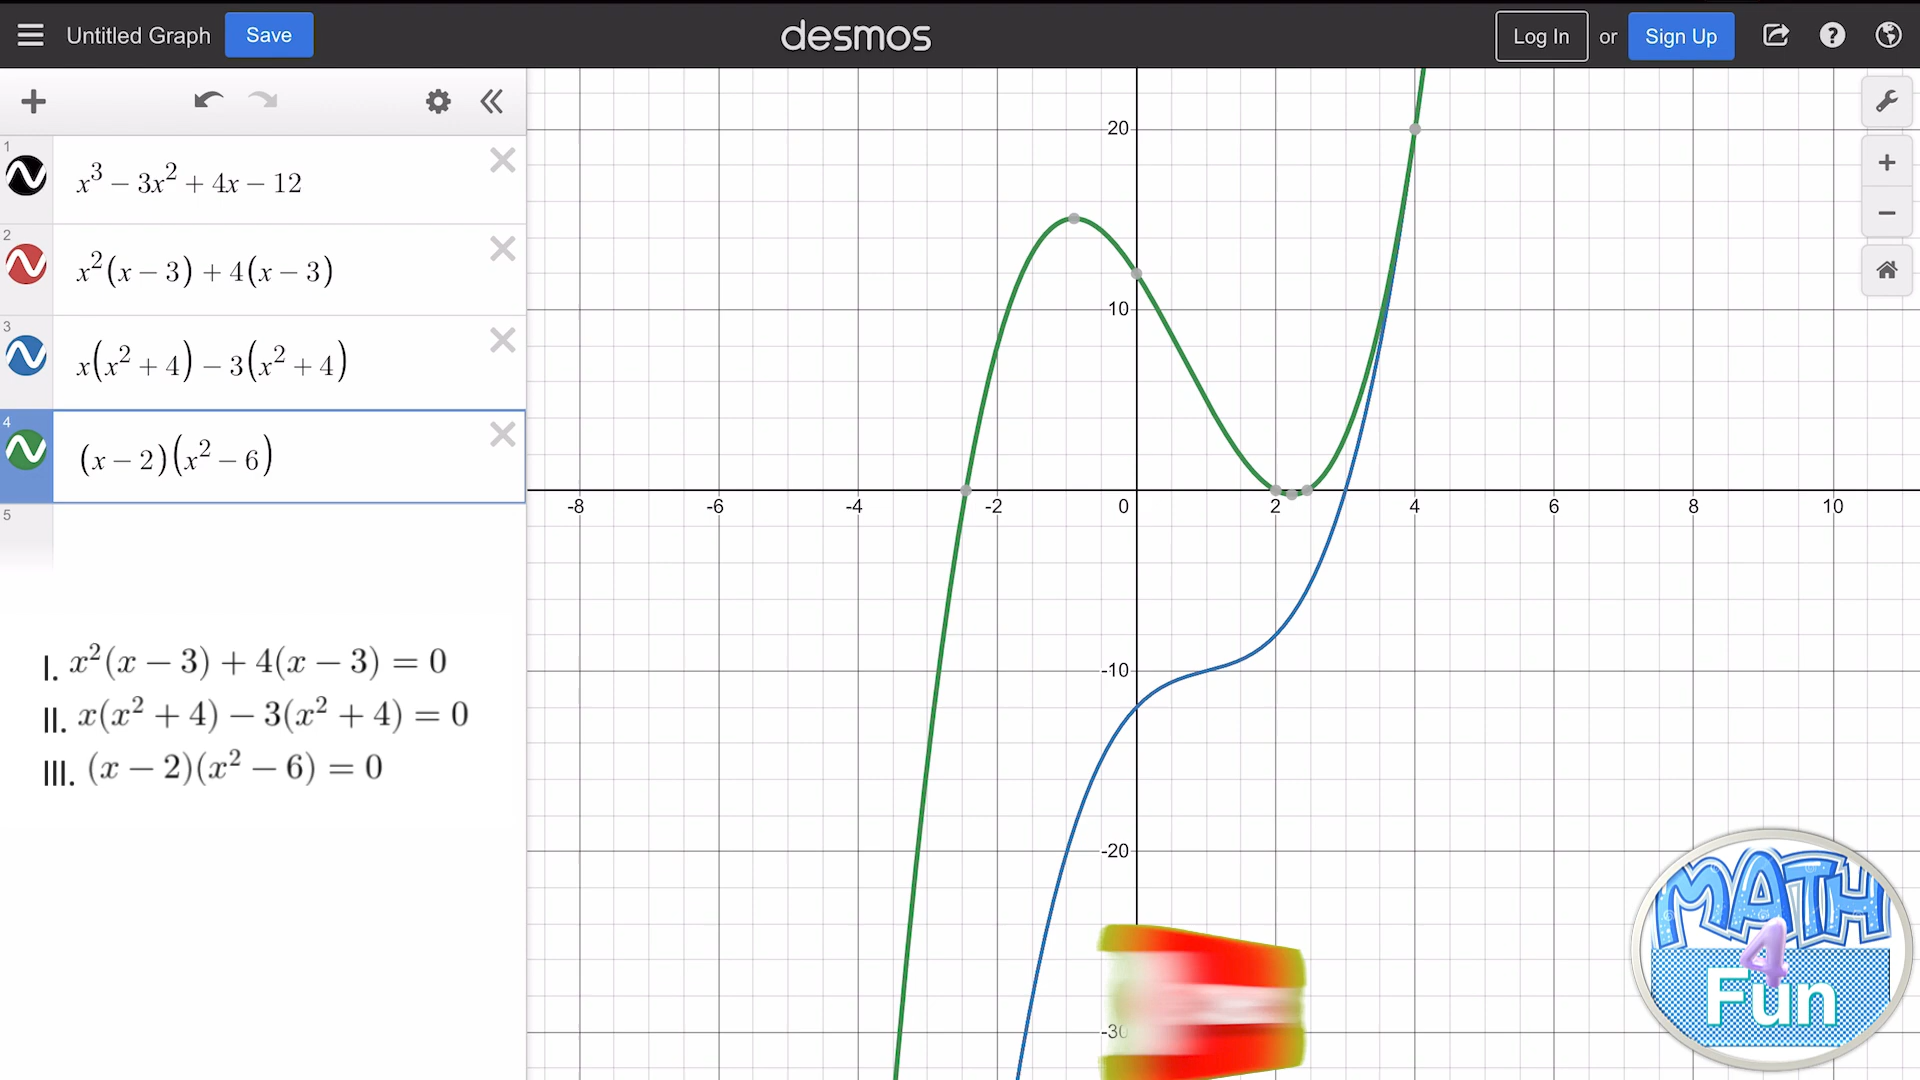 Untitled Graph Save desmos Log In or Sign Up
1 x³ − 3x² + 4x − 12
2 x²(x − 3) + 4(x − 3)
3 x(x² + 4) − 3(x² + 4)
4 (x − 2)(x² − 6)
5
I. x²(x − 3) + 4(x − 3) = 0
II. x(x² + 4) − 3(x² + 4) = 0
III. (x − 2)(x² − 6) = 0
20
10
-8 -6 -4 -2 0 2 4 6 8 10
-10
-20
-30
MATH
4
Fun